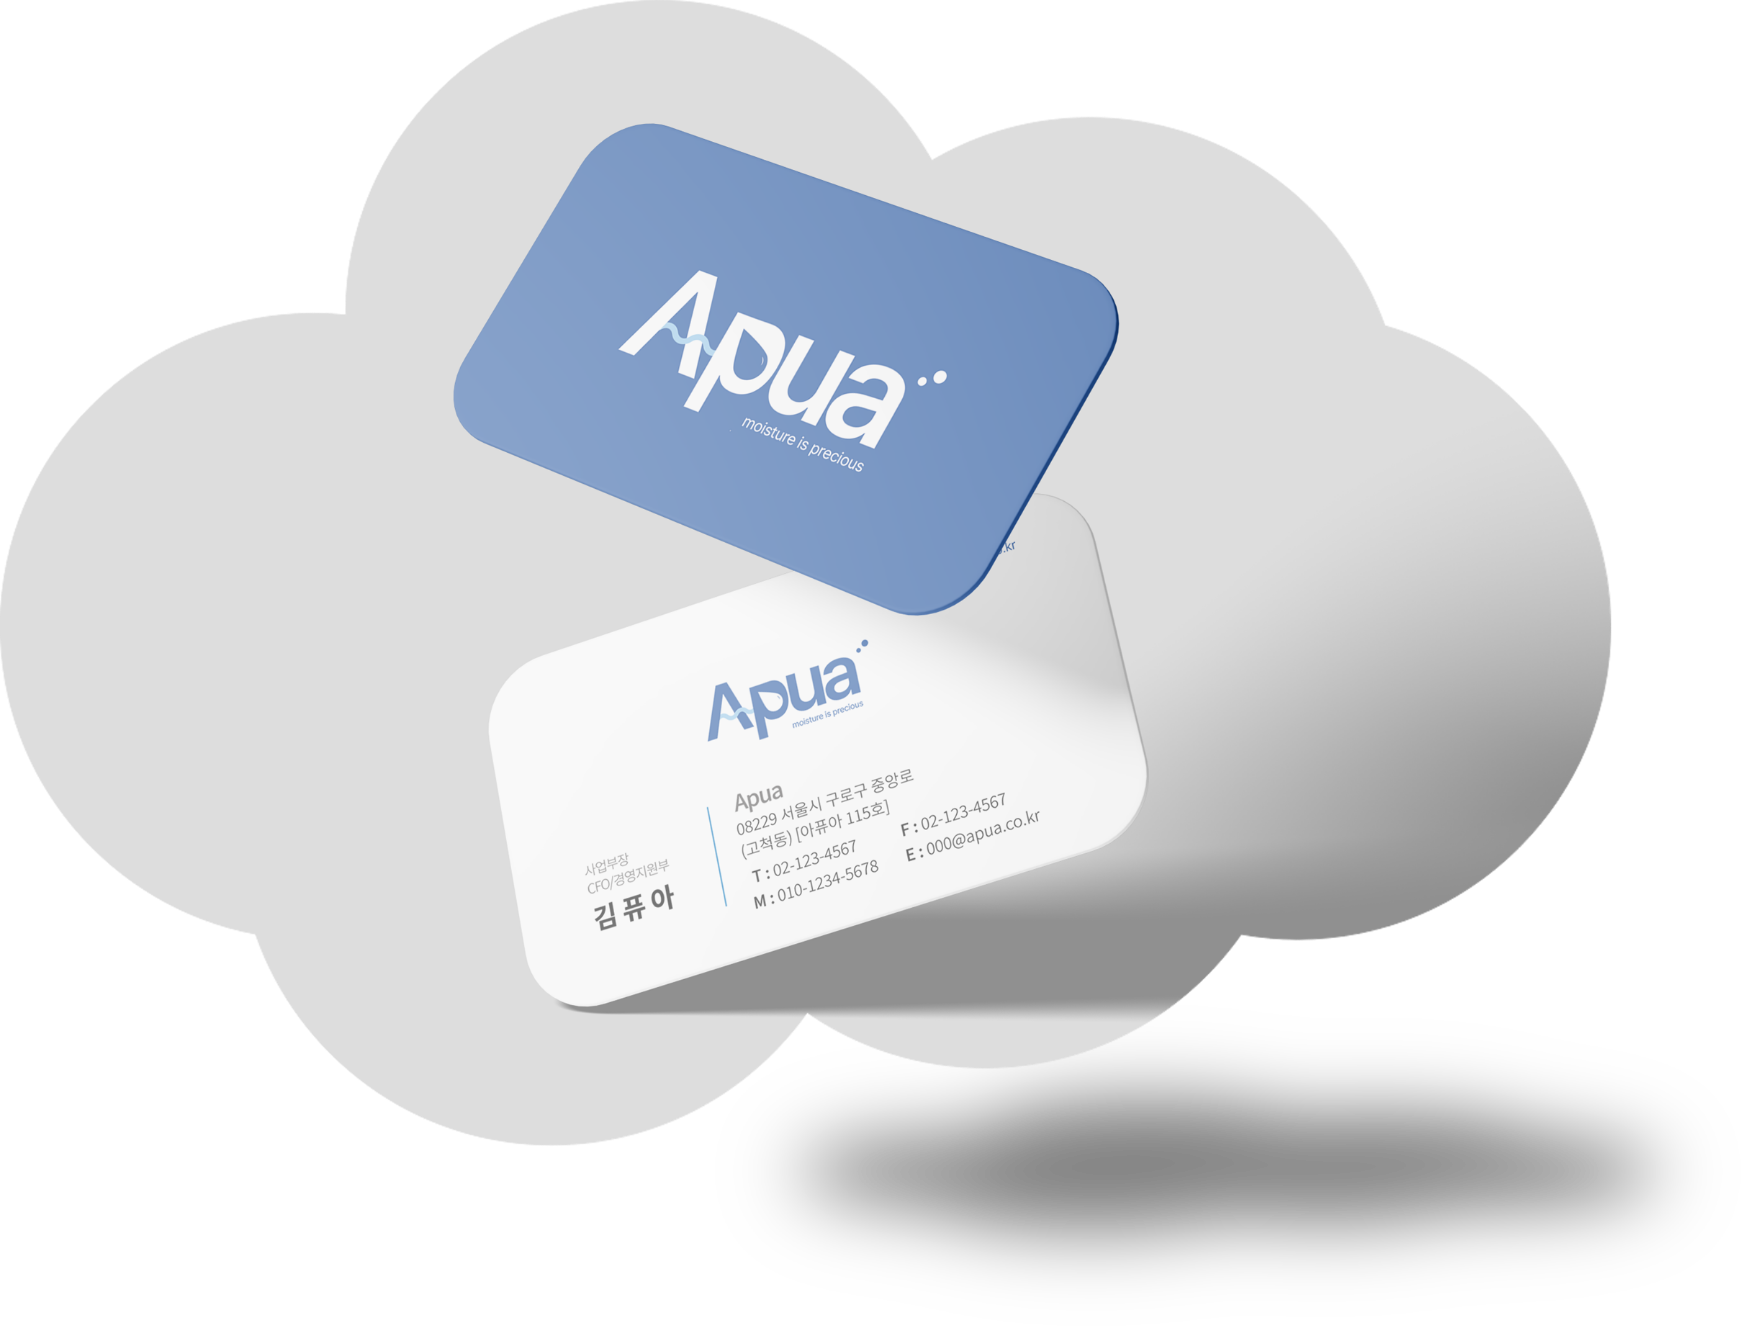 Apua
moisture is precious
.kr
Apua
moisture is precious
Apua
08229 서울시 구로구 중앙로
(고척동) [아퓨아 115호]
T : 02-123-4567
F : 02-123-4567
M : 010-1234-5678
E : 000@apua.co.kr
사업부장
CFO/경영지원부
김 퓨 아